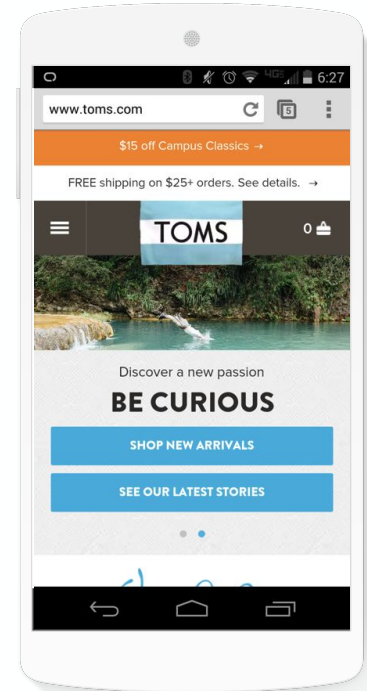 4G 6:27
www.toms.com 5
$15 off Campus Classics →
FREE shipping on $25+ orders. See details. →
TOMS 0
Discover a new passion
BE CURIOUS
SHOP NEW ARRIVALS
SEE OUR LATEST STORIES